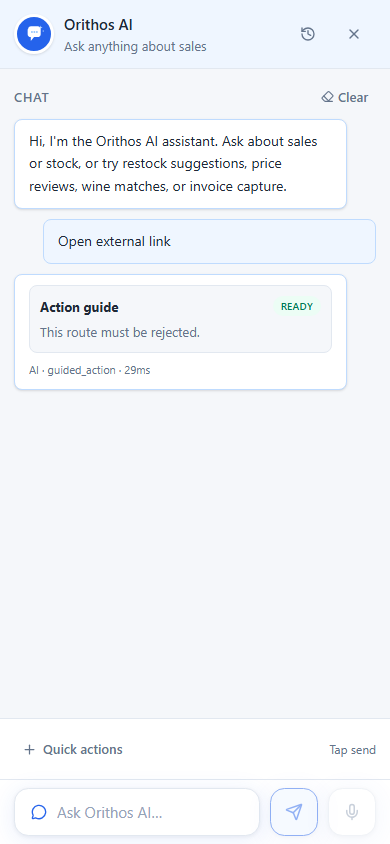 Orithos AI
Ask anything about sales
CHAT
Clear
Hi, I'm the Orithos AI assistant. Ask about sales
or stock, or try restock suggestions, price
reviews, wine matches, or invoice capture.
Open external link
Action guide
READY
This route must be rejected.
AI · guided_action · 29ms
Quick actions
Tap send
Ask Orithos AI...